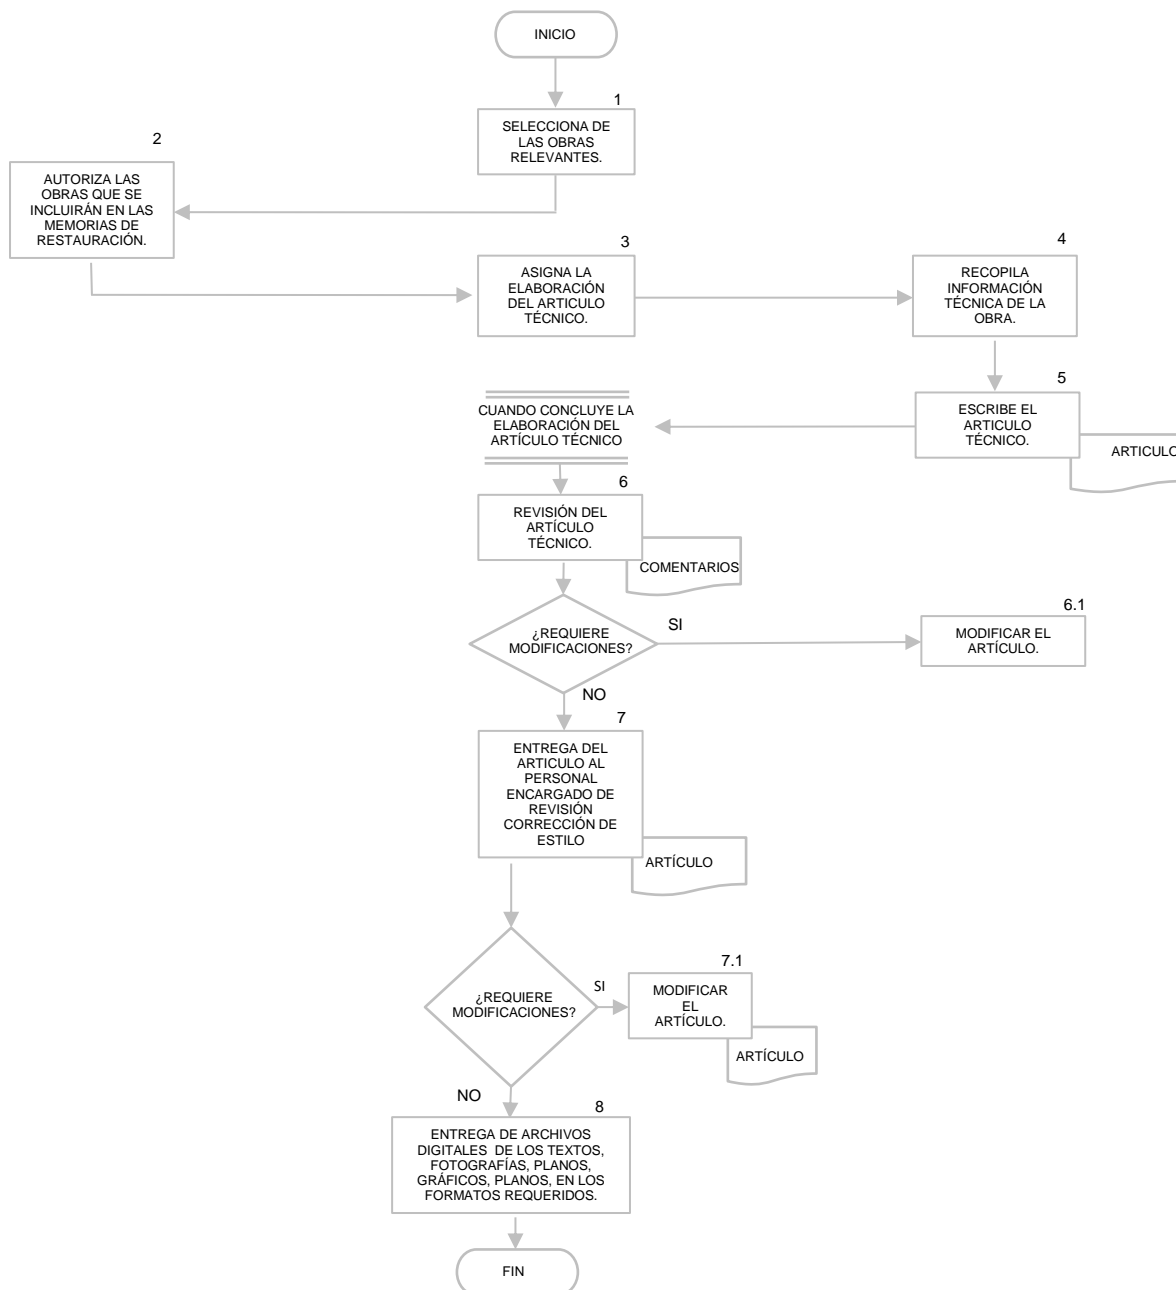 INICIO
1
SELECCIONA DE
LAS OBRAS
RELEVANTES.
2
AUTORIZA LAS
OBRAS QUE SE
INCLUIRÁN EN LAS
MEMORIAS DE
RESTAURACIÓN.
3
ASIGNA LA
ELABORACIÓN
DEL ARTICULO
TÉCNICO.
4
RECOPILA
INFORMACIÓN
TÉCNICA DE LA
OBRA.
5
ESCRIBE EL
ARTICULO
TÉCNICO.
ARTICULO
CUANDO CONCLUYE LA
ELABORACIÓN DEL
ARTÍCULO TÉCNICO
6
REVISIÓN DEL
ARTÍCULO
TÉCNICO.
COMENTARIOS
¿REQUIERE
MODIFICACIONES?
SI
6.1
MODIFICAR EL
ARTÍCULO.
NO
7
ENTREGA DEL
ARTICULO AL
PERSONAL
ENCARGADO DE
REVISIÓN
CORRECCIÓN DE
ESTILO
ARTÍCULO
¿REQUIERE
MODIFICACIONES?
SI
7.1
MODIFICAR
EL
ARTÍCULO.
ARTÍCULO
NO
8
ENTREGA DE ARCHIVOS
DIGITALES DE LOS TEXTOS,
FOTOGRAFÍAS, PLANOS,
GRÁFICOS, PLANOS, EN LOS
FORMATOS REQUERIDOS.
FIN